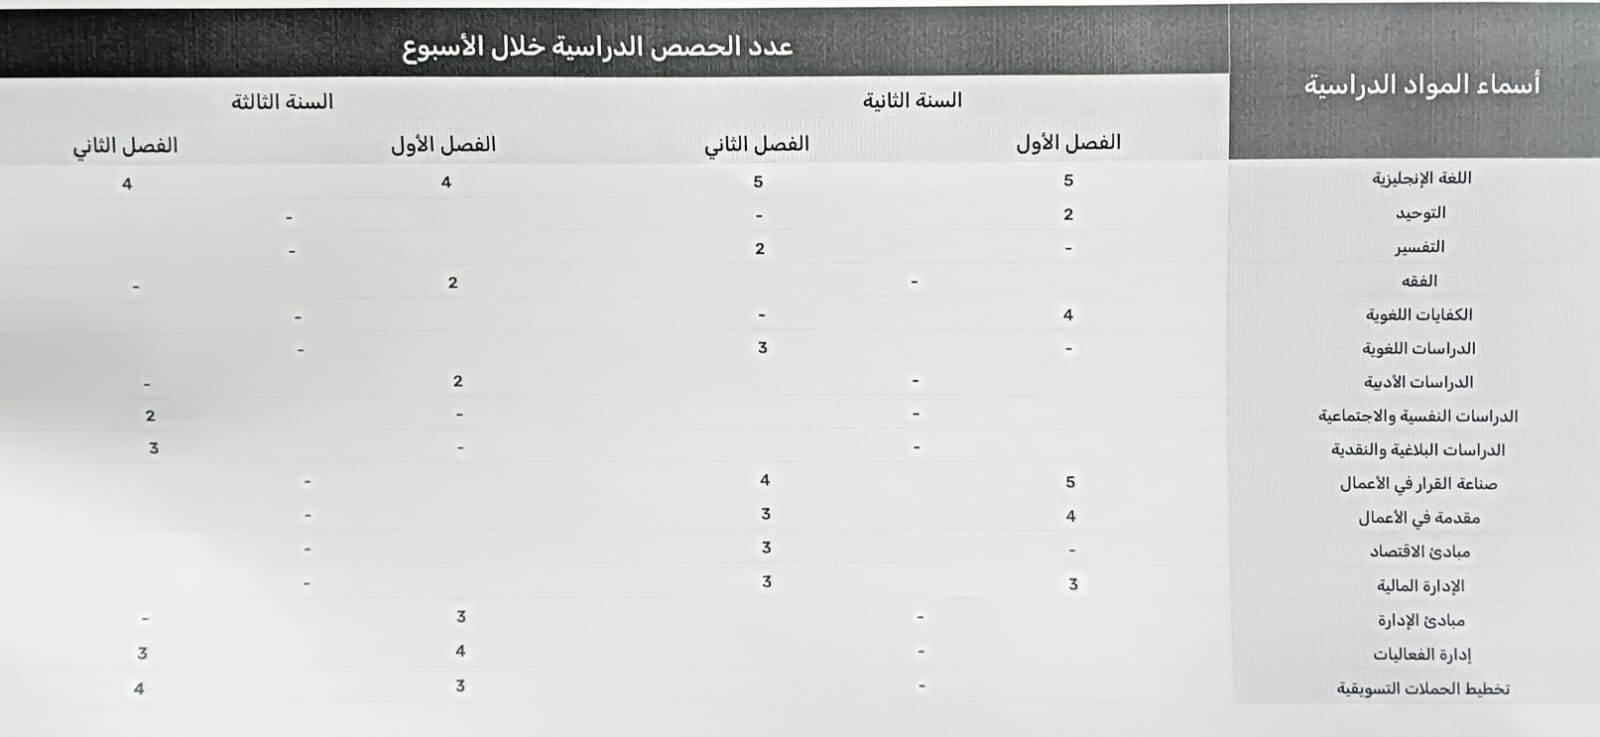 أسماء المواد الدراسية
عدد الحصص الدراسية خلال الأسبوع
السنة الثانية السنة الثالثة
الفصل الأول الفصل الثاني الفصل الأول الفصل الثاني
اللغة الإنجليزية 5 5 4 4
التوحيد 2 - -
التفسير - 2 -
الفقه - 2 -
الكفايات اللغوية 4 - -
الدراسات اللغوية - 3 -
الدراسات الأدبية - 2 -
الدراسات النفسية والاجتماعية - - 2
الدراسات البلاغية والنقدية - - 3
صناعة القرار في الأعمال 5 4 -
مقدمة في الأعمال 4 3 -
مبادئ الاقتصاد - 3 -
الإدارة المالية 3 3 -
مبادئ الإدارة - 3 -
إدارة الفعاليات - 4 3
تخطيط الحملات التسويقية - 3 4